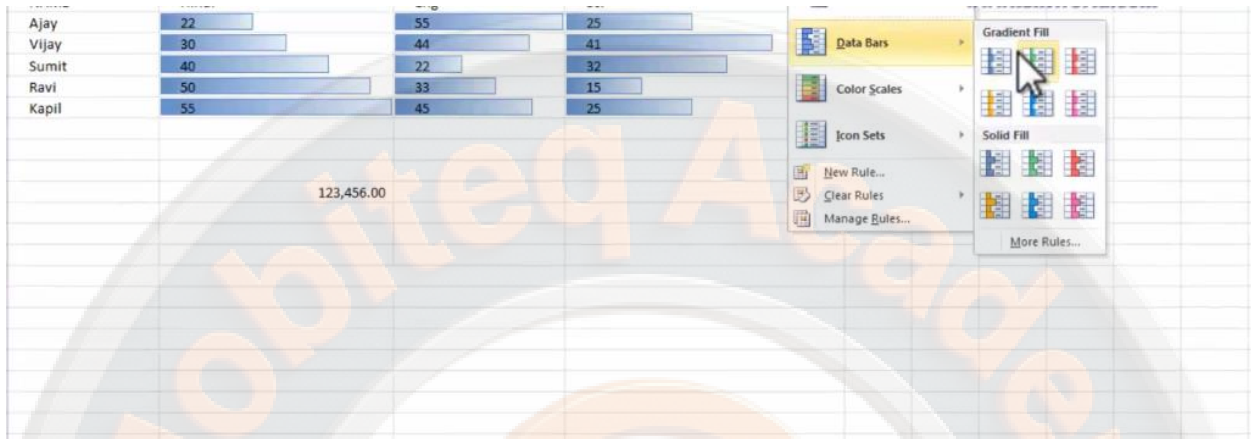 Ajay 22 55 25
Vijay 30 44 41
Sumit 40 22 32
Ravi 50 33 15
Kapil 55 45 25
123,456.00
Data Bars
Color Scales
Icon Sets
New Rule...
Clear Rules
Manage Rules...
Gradient Fill
Solid Fill
More Rules...